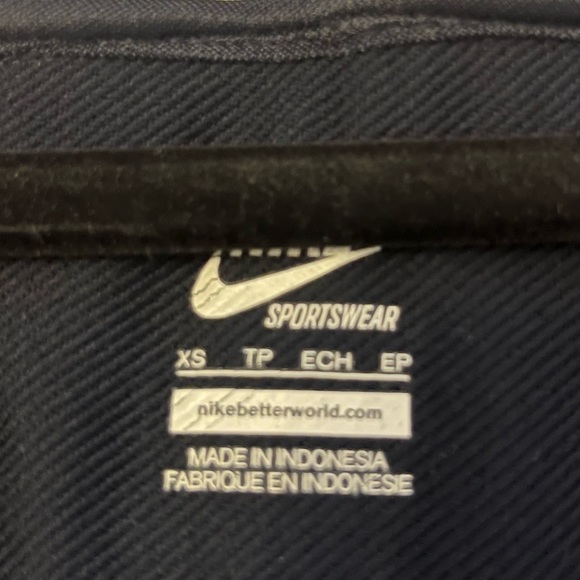 SPORTSWEAR
XS TP ECH EP
nikebetterworld.com
MADE IN INDONESIA
FABRIQUE EN INDONESIE